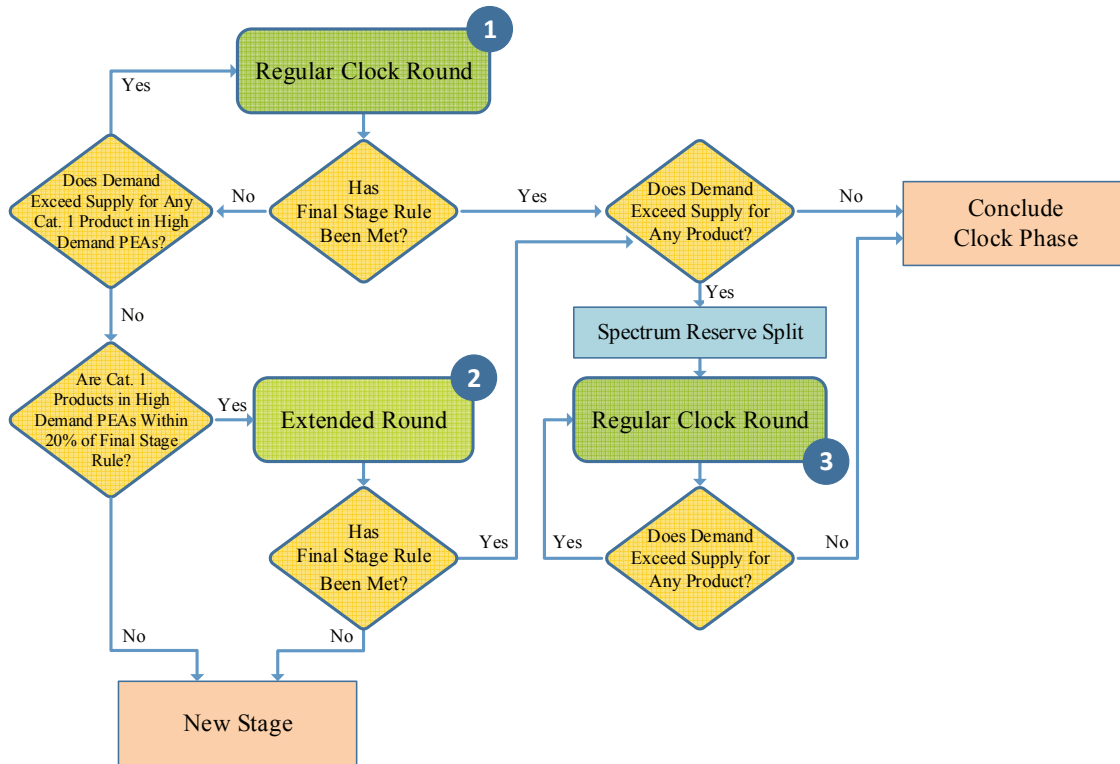 1
Regular Clock Round
Yes
Does Demand
Exceed Supply for Any
Cat. 1 Product in High
Demand PEAs?
No
Has
Final Stage Rule
Been Met?
Yes
Does Demand
Exceed Supply for
Any Product?
No
Conclude
Clock Phase
No
Yes
Spectrum Reserve Split
Are Cat. 1
Products in High
Demand PEAs Within
20% of Final Stage
Rule?
Yes
2
Extended Round
Regular Clock Round
3
Has
Final Stage Rule
Been Met?
Yes
Yes
Does Demand
Exceed Supply for
Any Product?
No
No
No
New Stage